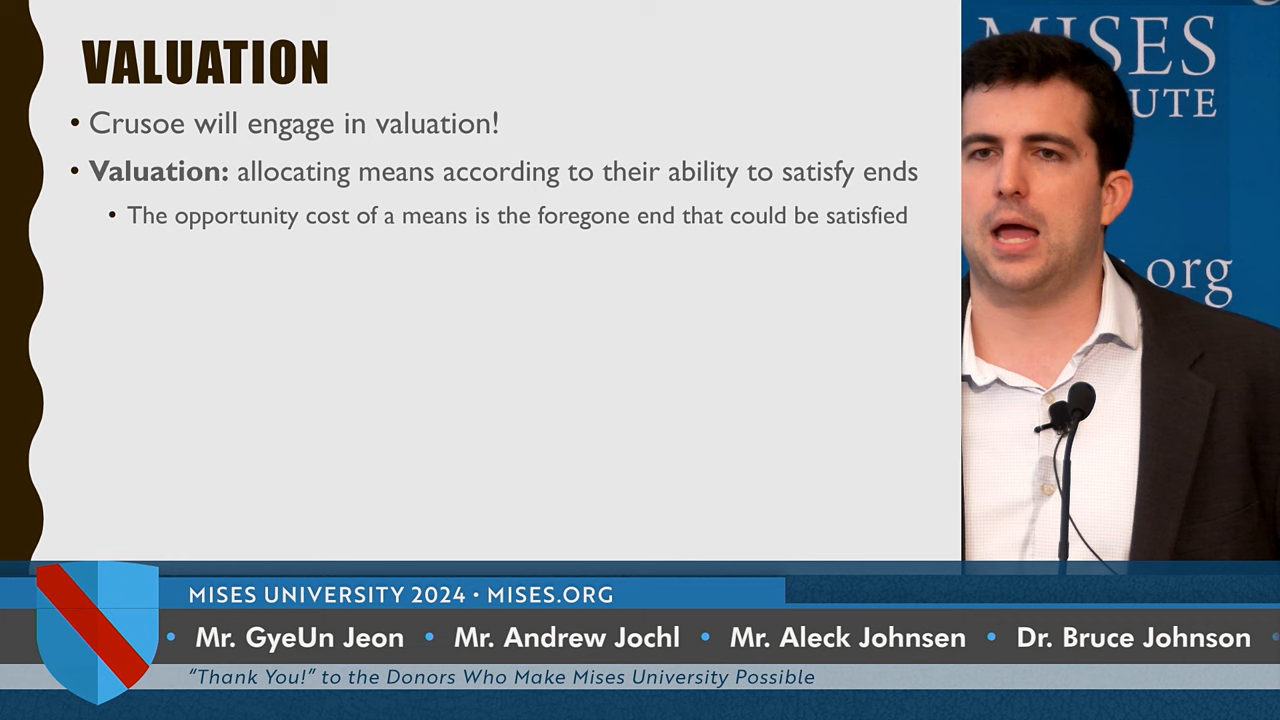 VALUATION
• Crusoe will engage in valuation!
• Valuation: allocating means according to their ability to satisfy ends
• The opportunity cost of a means is the foregone end that could be satisfied
MISES
UTE
.org
MISES UNIVERSITY 2024 • MISES.ORG
• Mr. GyeUn Jeon • Mr. Andrew Jochl • Mr. Aleck Johnsen • Dr. Bruce Johnson
“Thank You!” to the Donors Who Make Mises University Possible